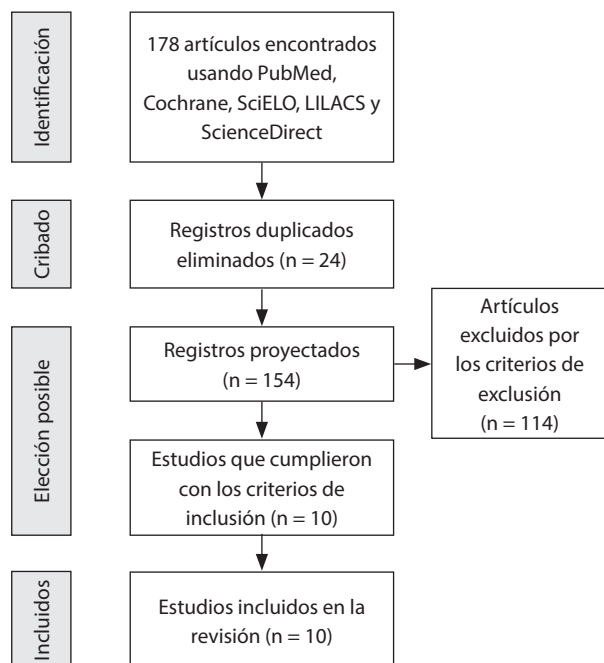 Identificación
178 artículos encontrados
usando PubMed,
Cochrane, SciELO, LILACS y
ScienceDirect
Cribado
Registros duplicados
eliminados (n = 24)
Elección posible
Registros proyectados
(n = 154)
Artículos
excluidos por
los criterios de
exclusión
(n = 114)
Estudios que cumplieron
con los criterios de
inclusión (n = 10)
Incluidos
Estudios incluidos en la
revisión (n = 10)